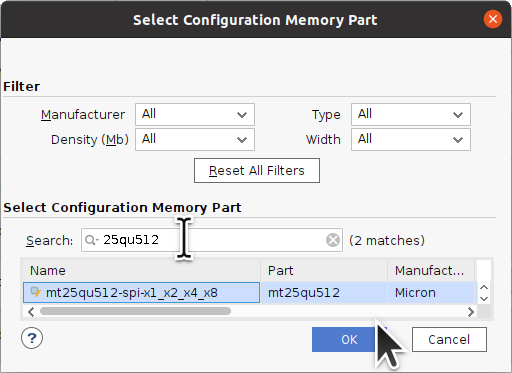 Select Configuration Memory Part
Filter
Manufacturer All Type All
Density (Mb) All Width All
Reset All Filters
Select Configuration Memory Part
Search: 25qu512 (2 matches)
Name Part Manufact...
mt25qu512-spi-x1_x2_x4_x8 mt25qu512 Micron
? OK Cancel